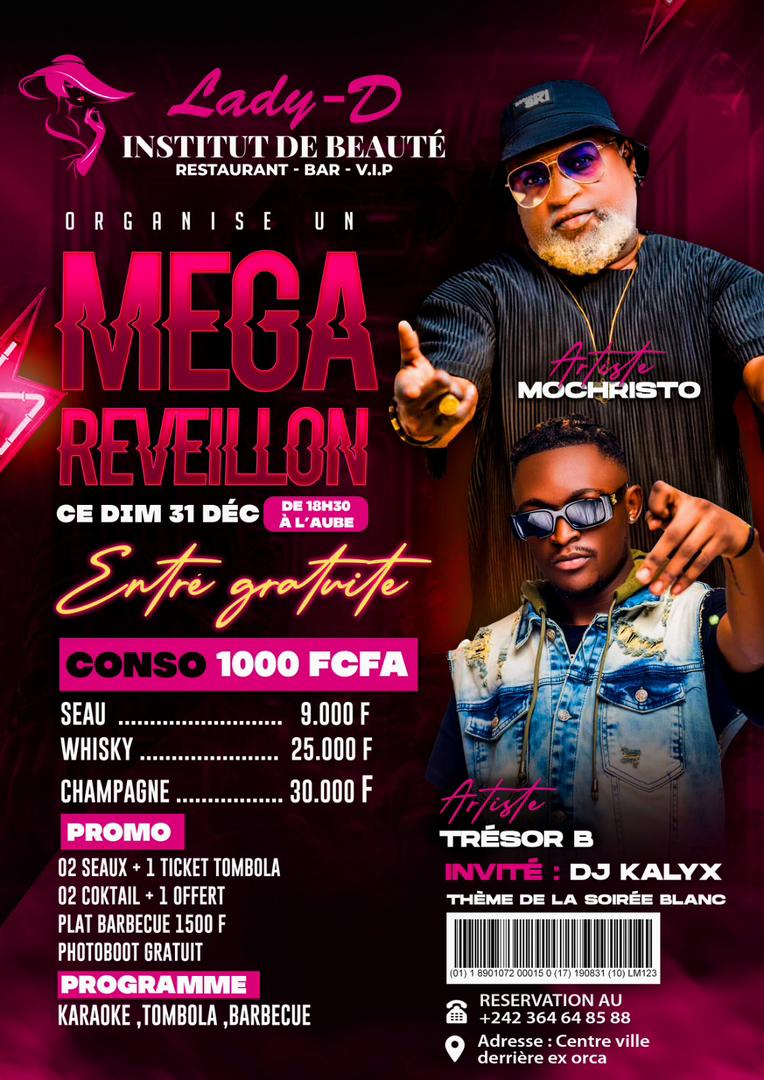 Lady-D
INSTITUT DE BEAUTÉ
RESTAURANT - BAR - V.I.P
ORGANISE UN
MEGA
REVEILLON
CE DIM 31 DÉC
DE 18H30
À L'AUBE
Entré gratuite
CONSO 1000 FCFA
SEAU ............................ 9.000 F
WHISKY ........................ 25.000 F
CHAMPAGNE .................. 30.000 F
PROMO
02 SEAUX + 1 TICKET TOMBOLA
02 COKTAIL + 1 OFFERT
PLAT BARBECUE 1500 F
PHOTOBOOT GRATUIT
PROGRAMME
KARAOKE ,TOMBOLA ,BARBECUE
Artiste
MOCHRISTO
Artiste
TRÉSOR B
INVITÉ : DJ KALYX
THÈME DE LA SOIRÉE BLANC
(01) 1 8901072 00015 0 (17) 190831 (10) LM123
RESERVATION AU
+242 364 64 85 88
Adresse : Centre ville
derrière ex orca